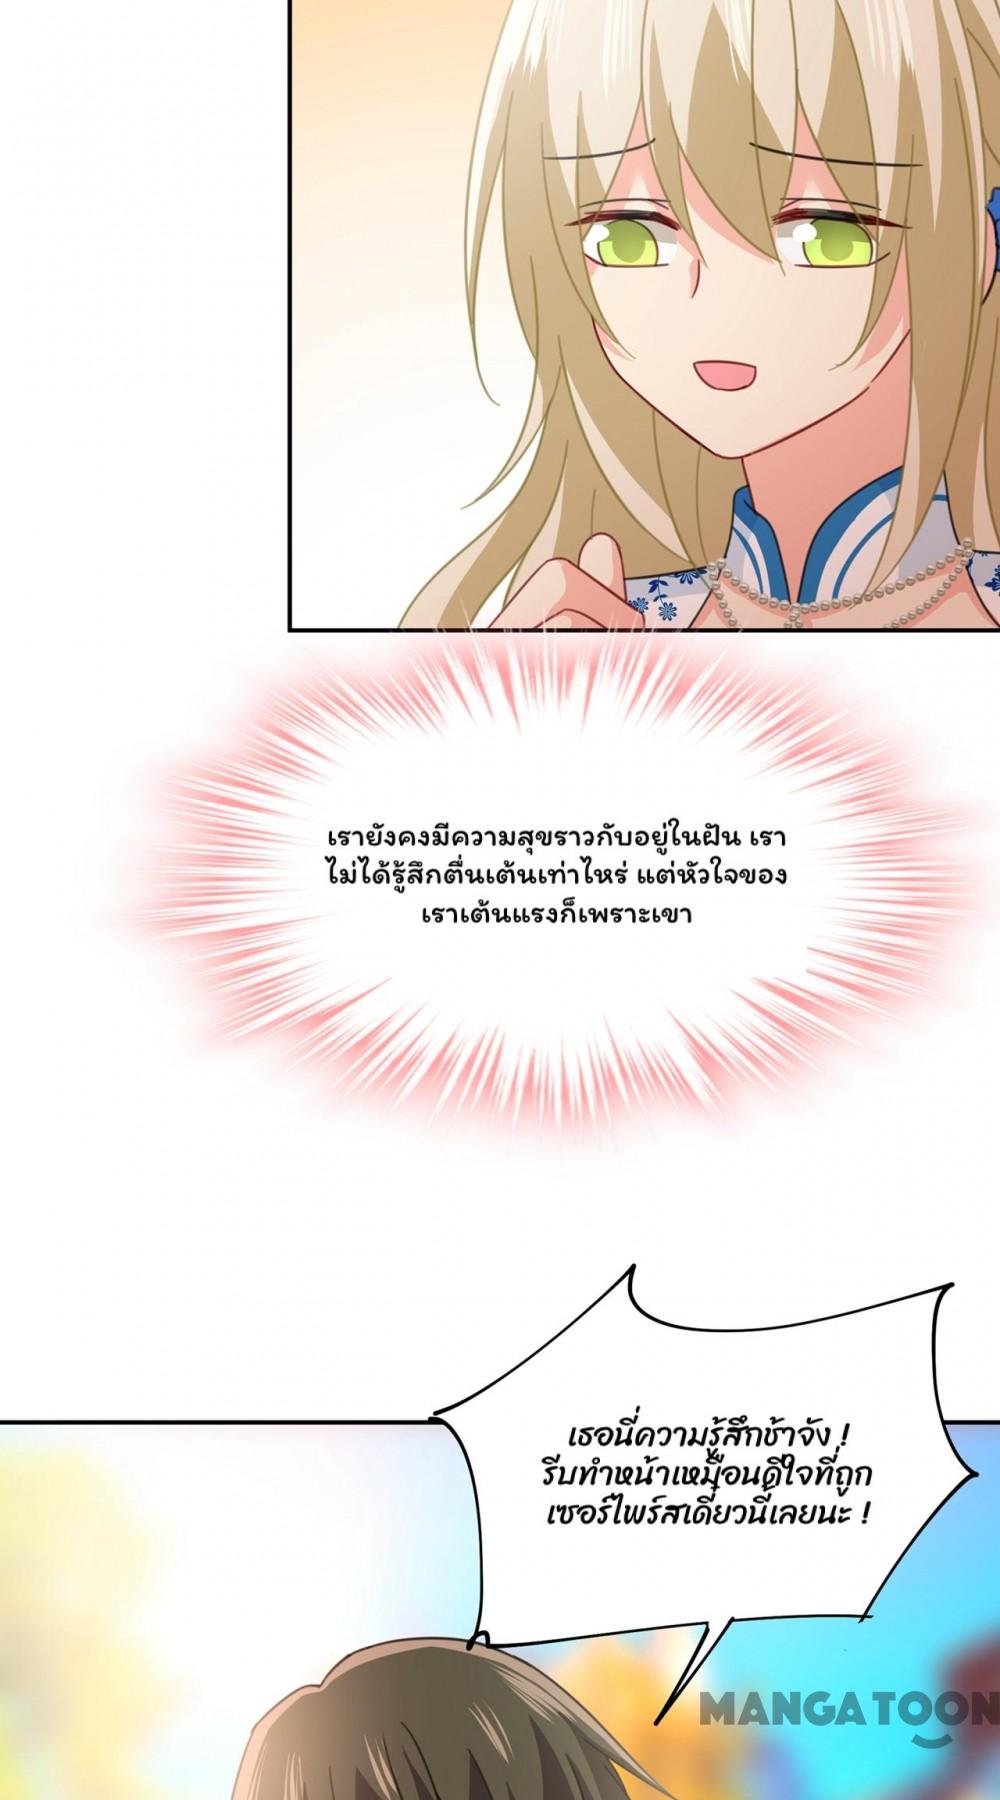 เรายังคงมีความสุขราวกับอยู่ในฝัน เรา
ไม่ได้รู้สึกตื่นเต้นเท่าไหร่ แต่หัวใจของ
เราเต้นแรงก็เพราะเขา
เธอนี่ความรู้สึกช้าจัง !
รีบทำหน้าเหมือนดีใจที่ถูก
เซอร์ไพร์สเดี๋ยวนี้เลยนะ !
MANGATOON